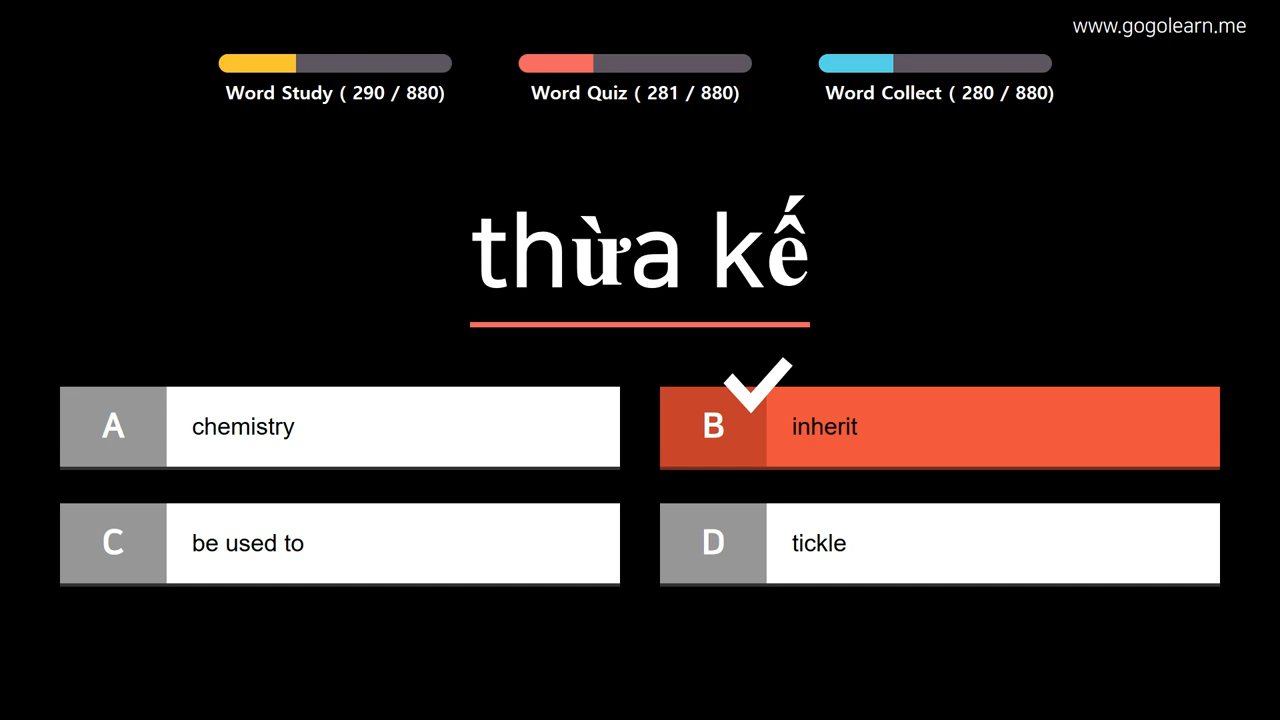 www.gogolearn.me
Word Study ( 290 / 880)
Word Quiz ( 281 / 880)
Word Collect ( 280 / 880)
thừa kế
A chemistry
B inherit
C be used to
D tickle